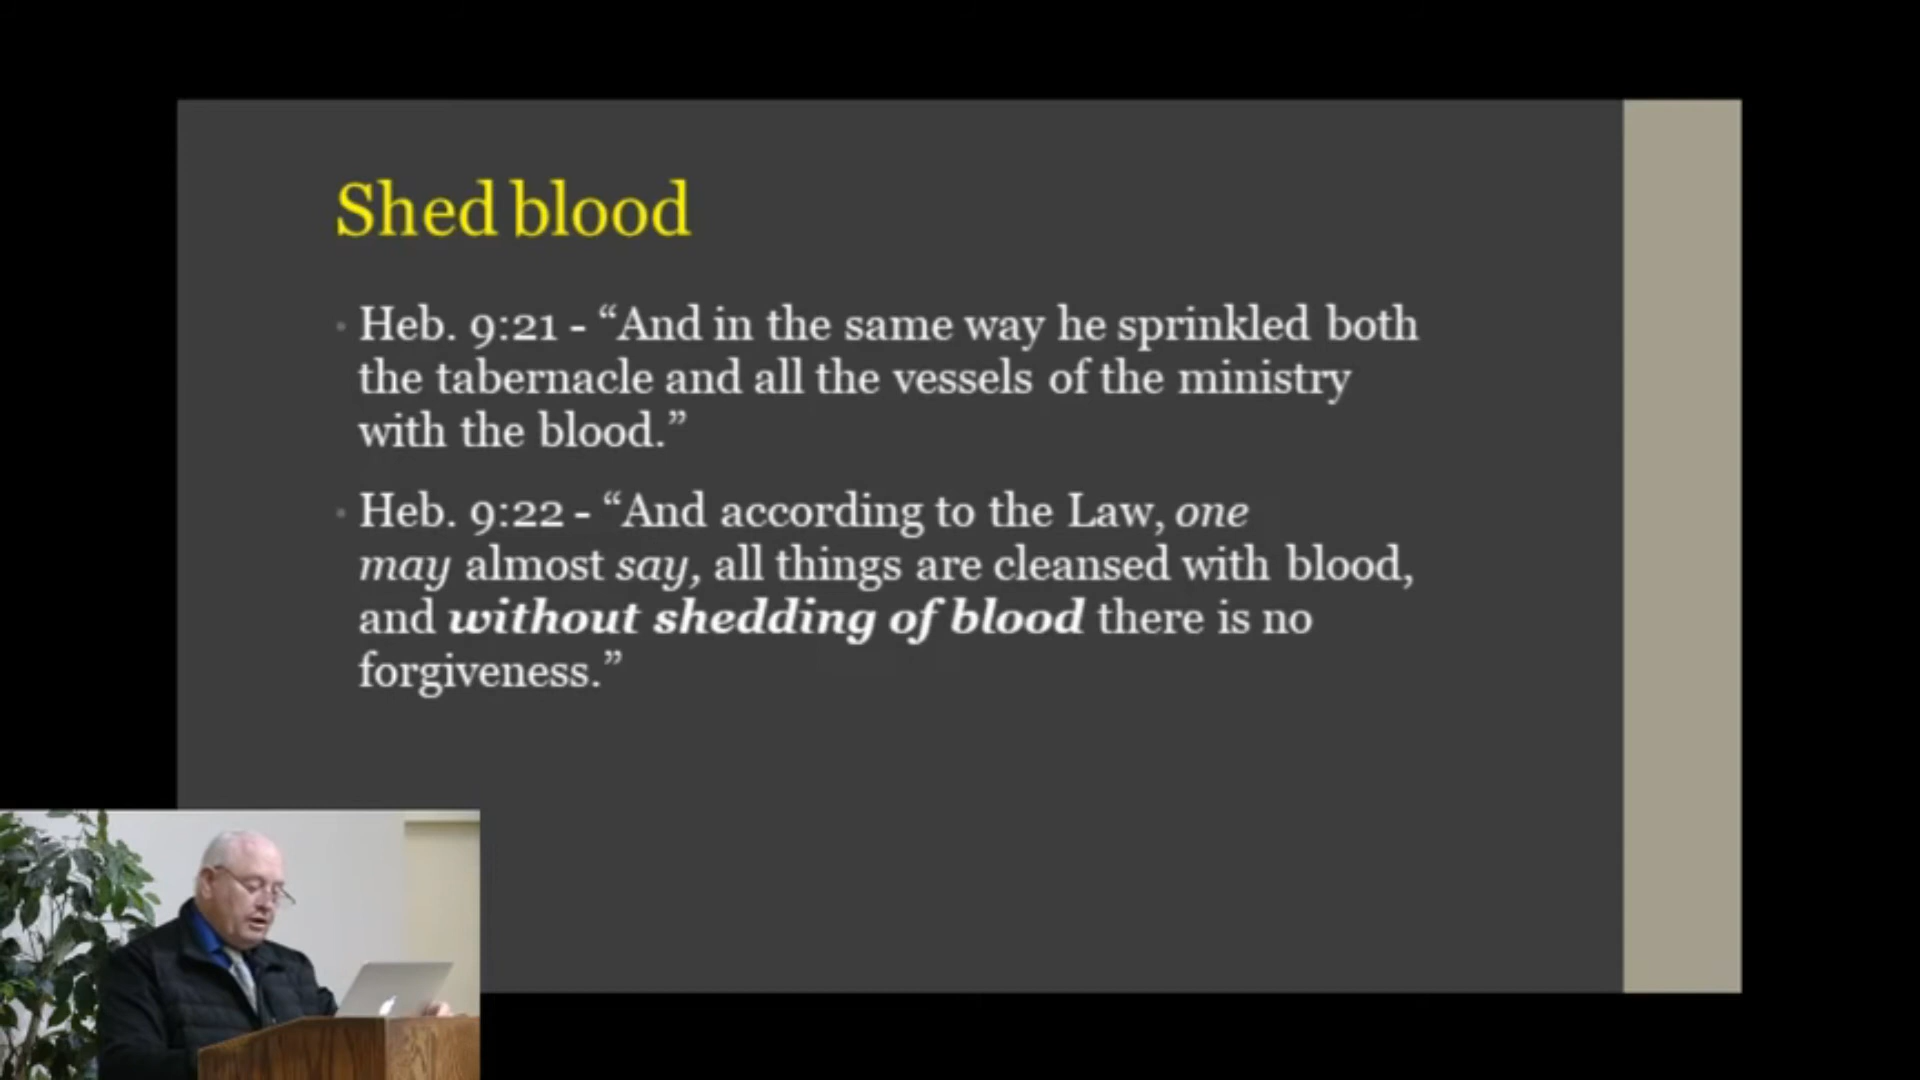 Shed blood
Heb. 9:21 - “And in the same way he sprinkled both
the tabernacle and all the vessels of the ministry
with the blood.”
Heb. 9:22 - “And according to the Law, one
may almost say, all things are cleansed with blood,
and without shedding of blood there is no
forgiveness.”